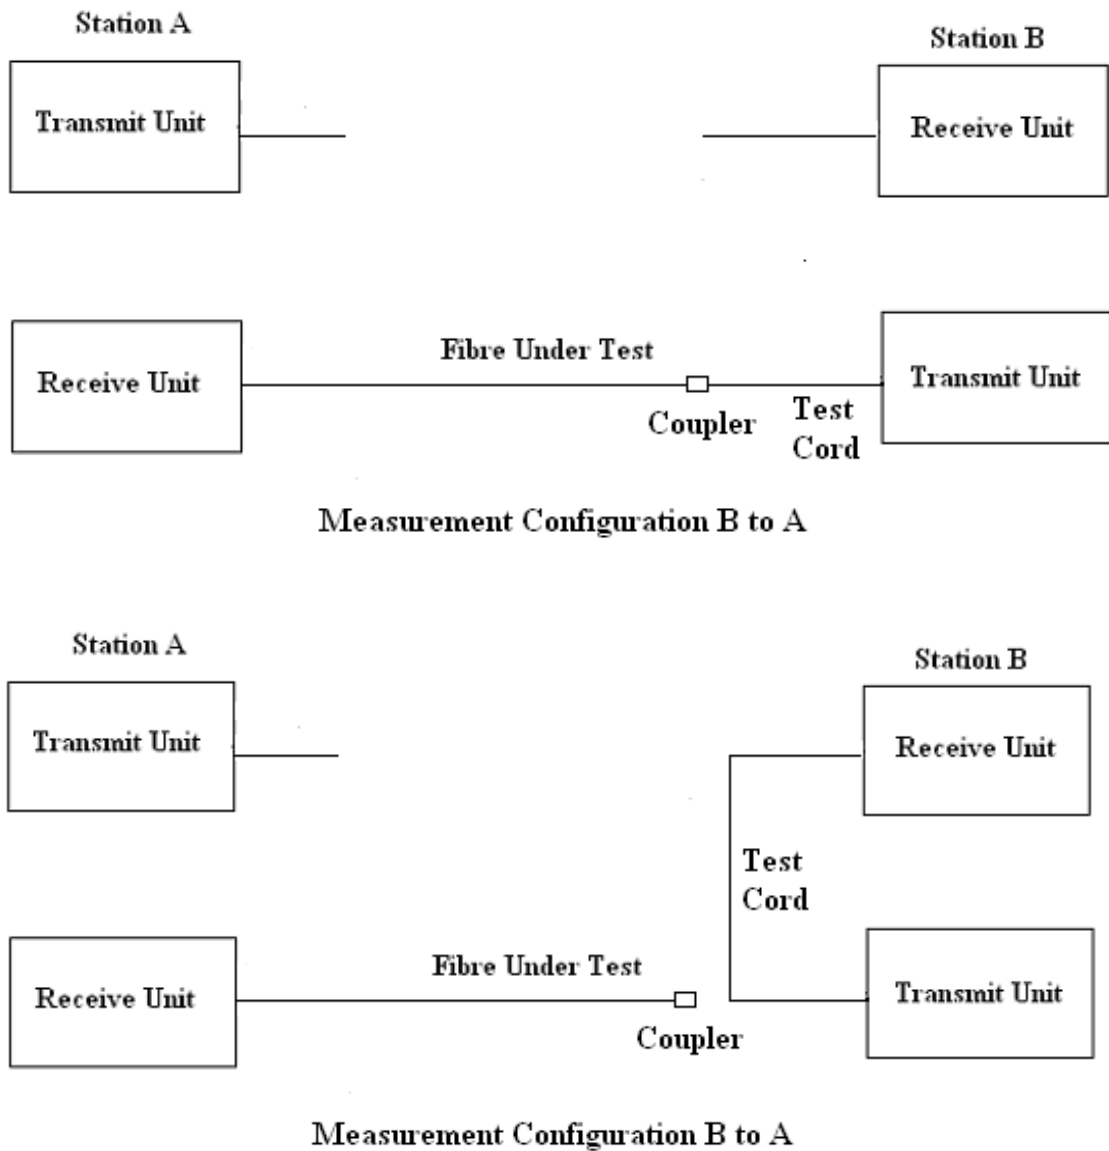 Station A
Station B
Transmit Unit
Receive Unit
Fibre Under Test
Receive Unit
Transmit Unit
Coupler
Test
Cord
Measurement Configuration B to A
Station A
Station B
Transmit Unit
Receive Unit
Test
Cord
Fibre Under Test
Receive Unit
Transmit Unit
Coupler
Measurement Configuration B to A